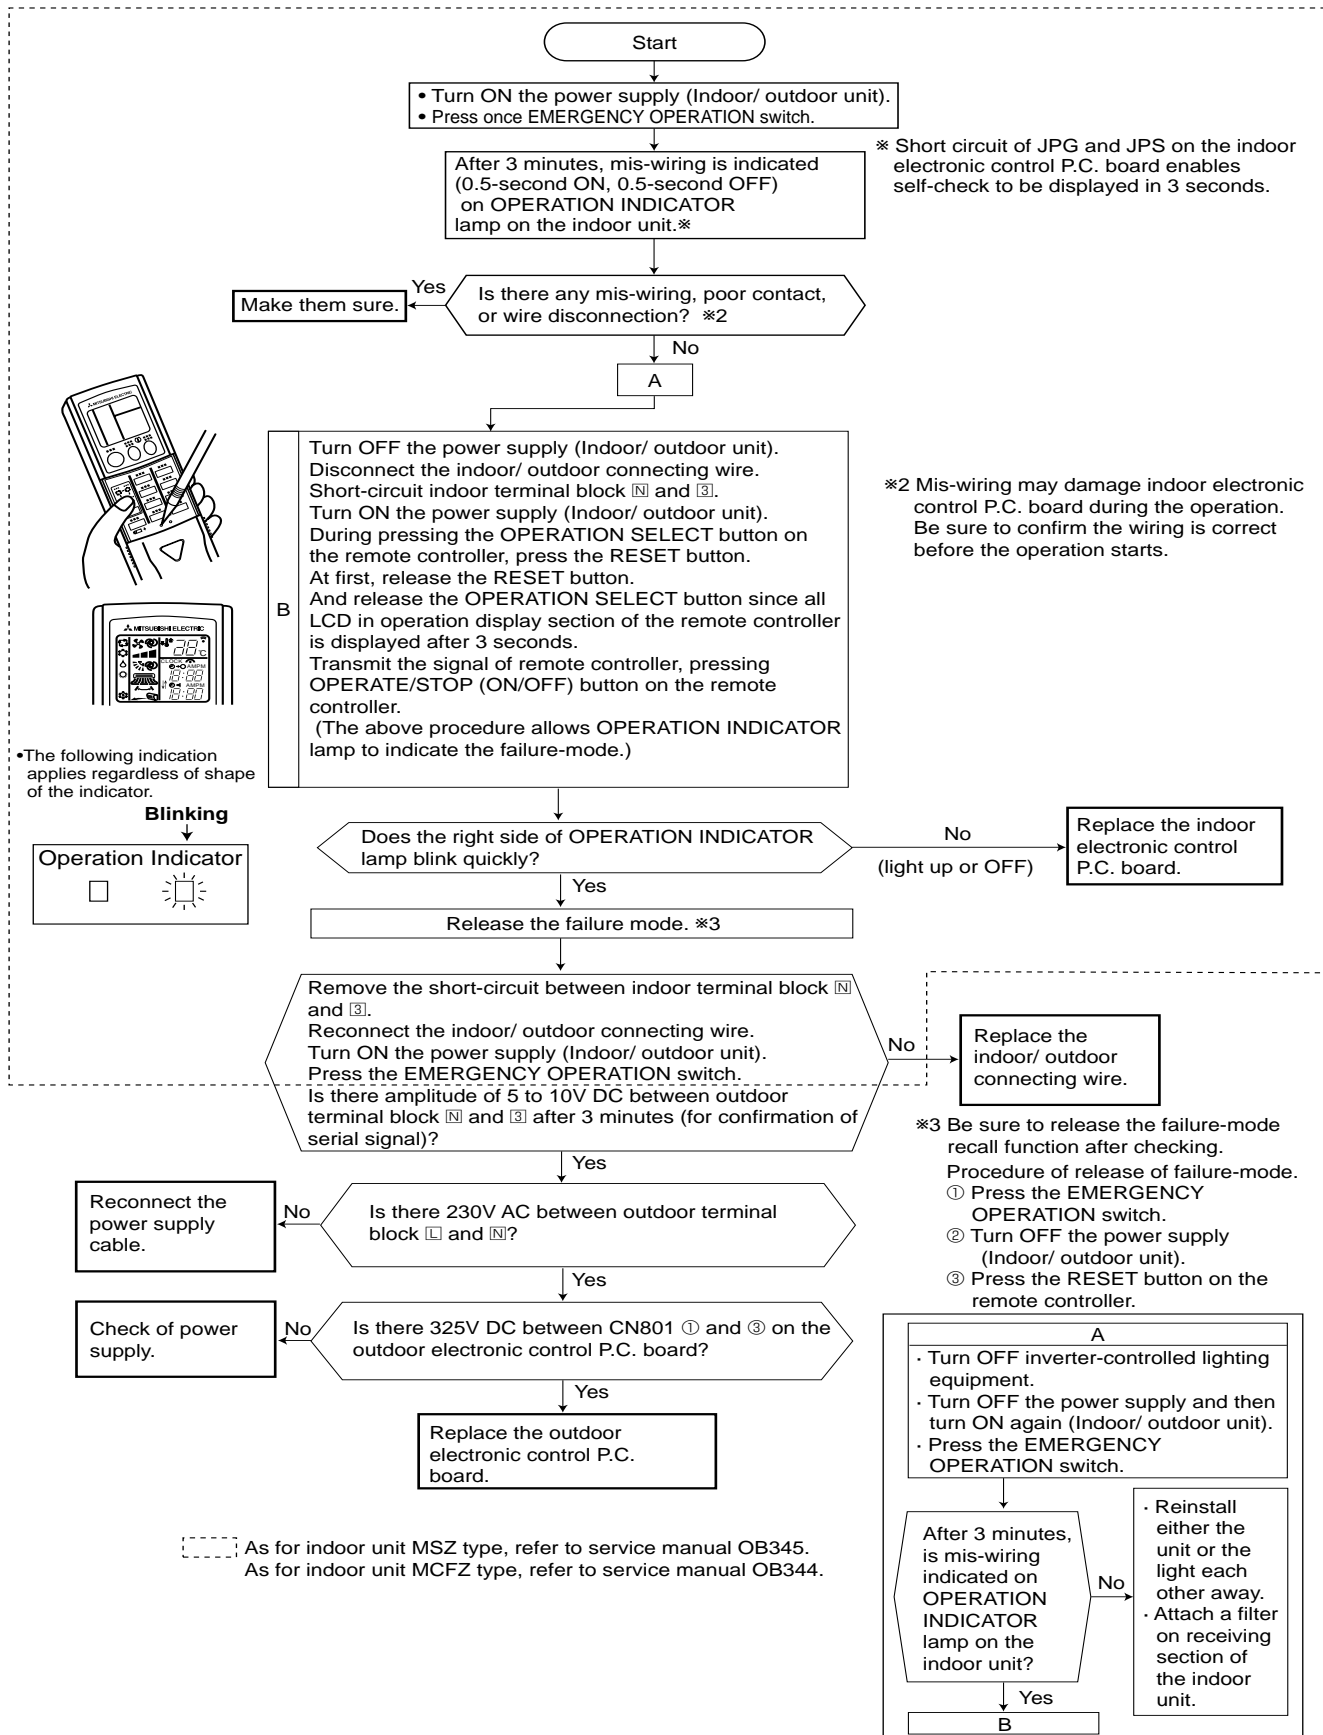 Start
• Turn ON the power supply (Indoor/ outdoor unit).
• Press once EMERGENCY OPERATION switch.
After 3 minutes, mis-wiring is indicated
(0.5-second ON, 0.5-second OFF)
on OPERATION INDICATOR
lamp on the indoor unit.※
※ Short circuit of JPG and JPS on the indoor
electronic control P.C. board enables
self-check to be displayed in 3 seconds.
Is there any mis-wiring, poor contact,
or wire disconnection? ※2
Yes
Make them sure.
No
A
MITSUBISHI ELECTRIC
B
Turn OFF the power supply (Indoor/ outdoor unit).
Disconnect the indoor/ outdoor connecting wire.
Short-circuit indoor terminal block N and 3.
Turn ON the power supply (Indoor/ outdoor unit).
During pressing the OPERATION SELECT button on
the remote controller, press the RESET button.
At first, release the RESET button.
And release the OPERATION SELECT button since all
LCD in operation display section of the remote controller
is displayed after 3 seconds.
Transmit the signal of remote controller, pressing
OPERATE/STOP (ON/OFF) button on the remote
controller.
(The above procedure allows OPERATION INDICATOR
lamp to indicate the failure-mode.)
※2 Mis-wiring may damage indoor electronic
control P.C. board during the operation.
Be sure to confirm the wiring is correct
before the operation starts.
MITSUBISHI ELECTRIC
88 °C
CLOCK
AMPM
18:88
AMPM
18:80
•The following indication
applies regardless of shape
of the indicator.
Blinking
Operation Indicator
Does the right side of OPERATION INDICATOR
lamp blink quickly?
No
(light up or OFF)
Replace the indoor
electronic control
P.C. board.
Yes
Release the failure mode. ※3
Remove the short-circuit between indoor terminal block N
and 3.
Reconnect the indoor/ outdoor connecting wire.
Turn ON the power supply (Indoor/ outdoor unit).
Press the EMERGENCY OPERATION switch.
Is there amplitude of 5 to 10V DC between outdoor
terminal block N and 3 after 3 minutes (for confirmation of
serial signal)?
No
Replace the
indoor/ outdoor
connecting wire.
Yes
※3 Be sure to release the failure-mode
recall function after checking.
Procedure of release of failure-mode.
① Press the EMERGENCY
OPERATION switch.
② Turn OFF the power supply
(Indoor/ outdoor unit).
③ Press the RESET button on the
remote controller.
Is there 230V AC between outdoor terminal
block L and N?
No
Reconnect the
power supply
cable.
Yes
Is there 325V DC between CN801 ① and ③ on the
outdoor electronic control P.C. board?
No
Check of power
supply.
Yes
Replace the outdoor
electronic control P.C.
board.
A
· Turn OFF inverter-controlled lighting
equipment.
· Turn OFF the power supply and then
turn ON again (Indoor/ outdoor unit).
· Press the EMERGENCY
OPERATION switch.
After 3 minutes,
is mis-wiring
indicated on
OPERATION
INDICATOR
lamp on the
indoor unit?
No
· Reinstall
either the
unit or the
light each
other away.
· Attach a filter
on receiving
section of
the indoor
unit.
Yes
B
As for indoor unit MSZ type, refer to service manual OB345.
As for indoor unit MCFZ type, refer to service manual OB344.